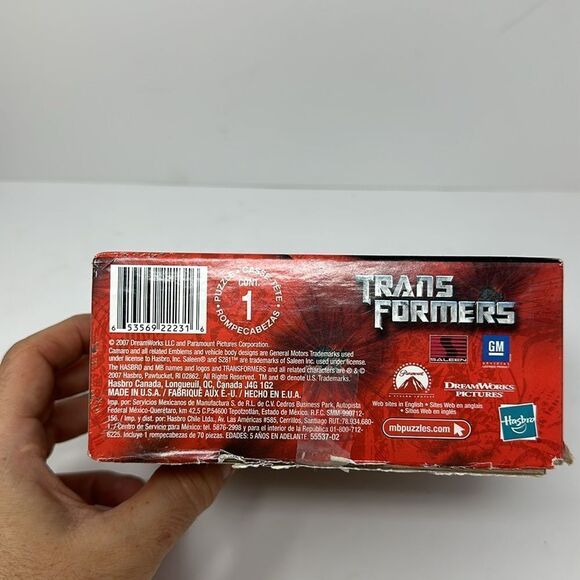 6 53569 22231 6
PUZZLE • CASSE-TÊTE • ROMPECABEZAS
CONT.
1
TRANS
FORMERS
© 2007 DreamWorks LLC and Paramount Pictures Corporation.
Camaro and all related Emblems and vehicle body designs are General Motors Trademarks used
under license to Hasbro, Inc. Saleen® and S281™ are trademarks of Saleen Inc. used under license.
The HASBRO and MB names and logos and TRANSFORMERS and all related characters are ® & ©
2007 Hasbro, Pawtucket, RI 02862. All Rights Reserved. TM and ® denote U.S. Trademarks.
Hasbro Canada, Longueuil, QC, Canada J4G 1G2
MADE IN U.S.A. / FABRIQUÉ AUX É.-U. / HECHO EN E.U.A.
Imp. por: Servicios Mexicanos de Manufactura S. de R.L. de C.V. Cedros Business Park, Autopista
Federal México-Querétaro, km 42.5 C.P.54600 Tepotzotlán, Estado de México. R.F.C. SMM-990712-
156. / Imp. y dist. por: Hasbro Chile Ltda., Av. Las Américas #585, Cerrillos, Santiago RUT:78.934.680-
1. / Centro de Servicio para México: tel. 5876-2998 y para el interior de la república 01-800-712-
6225. Incluye 1 rompecabezas de 70 piezas. EDADES: 5 AÑOS EN ADELANTE. 55537-02
SALEEN
GM
Paramount
DREAMWORKS
PICTURES
Web sites in English • Sites Web en anglais
• Sitios Web en inglés
mbpuzzles.com
Hasbro